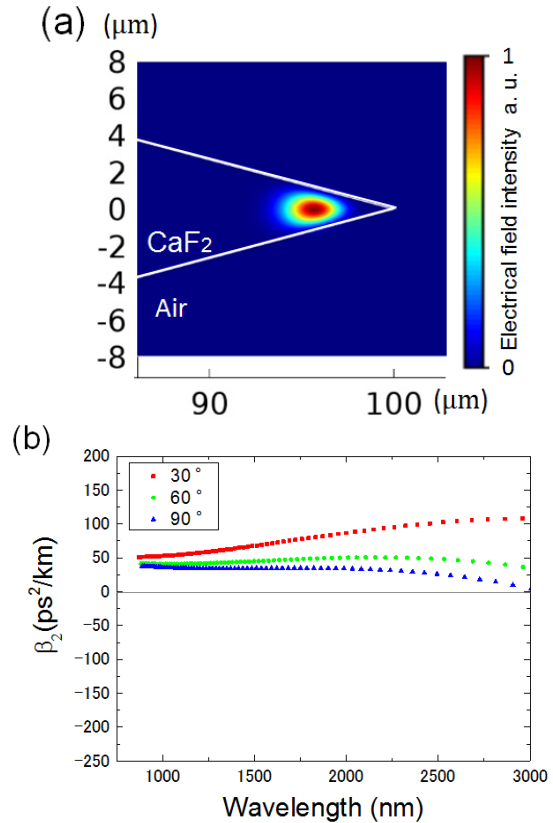 (a) (μm)
8
6
4
2
0
-2
-4
-6
-8
CaF2
Air
90
100
(μm)
1
0
Electrical field intensity a. u.
(b)
200
150
100
50
0
−50
−100
−150
−200
−250
β2(ps2/km)
30 °
60 °
90 °
1000 1500 2000 2500 3000
Wavelength (nm)